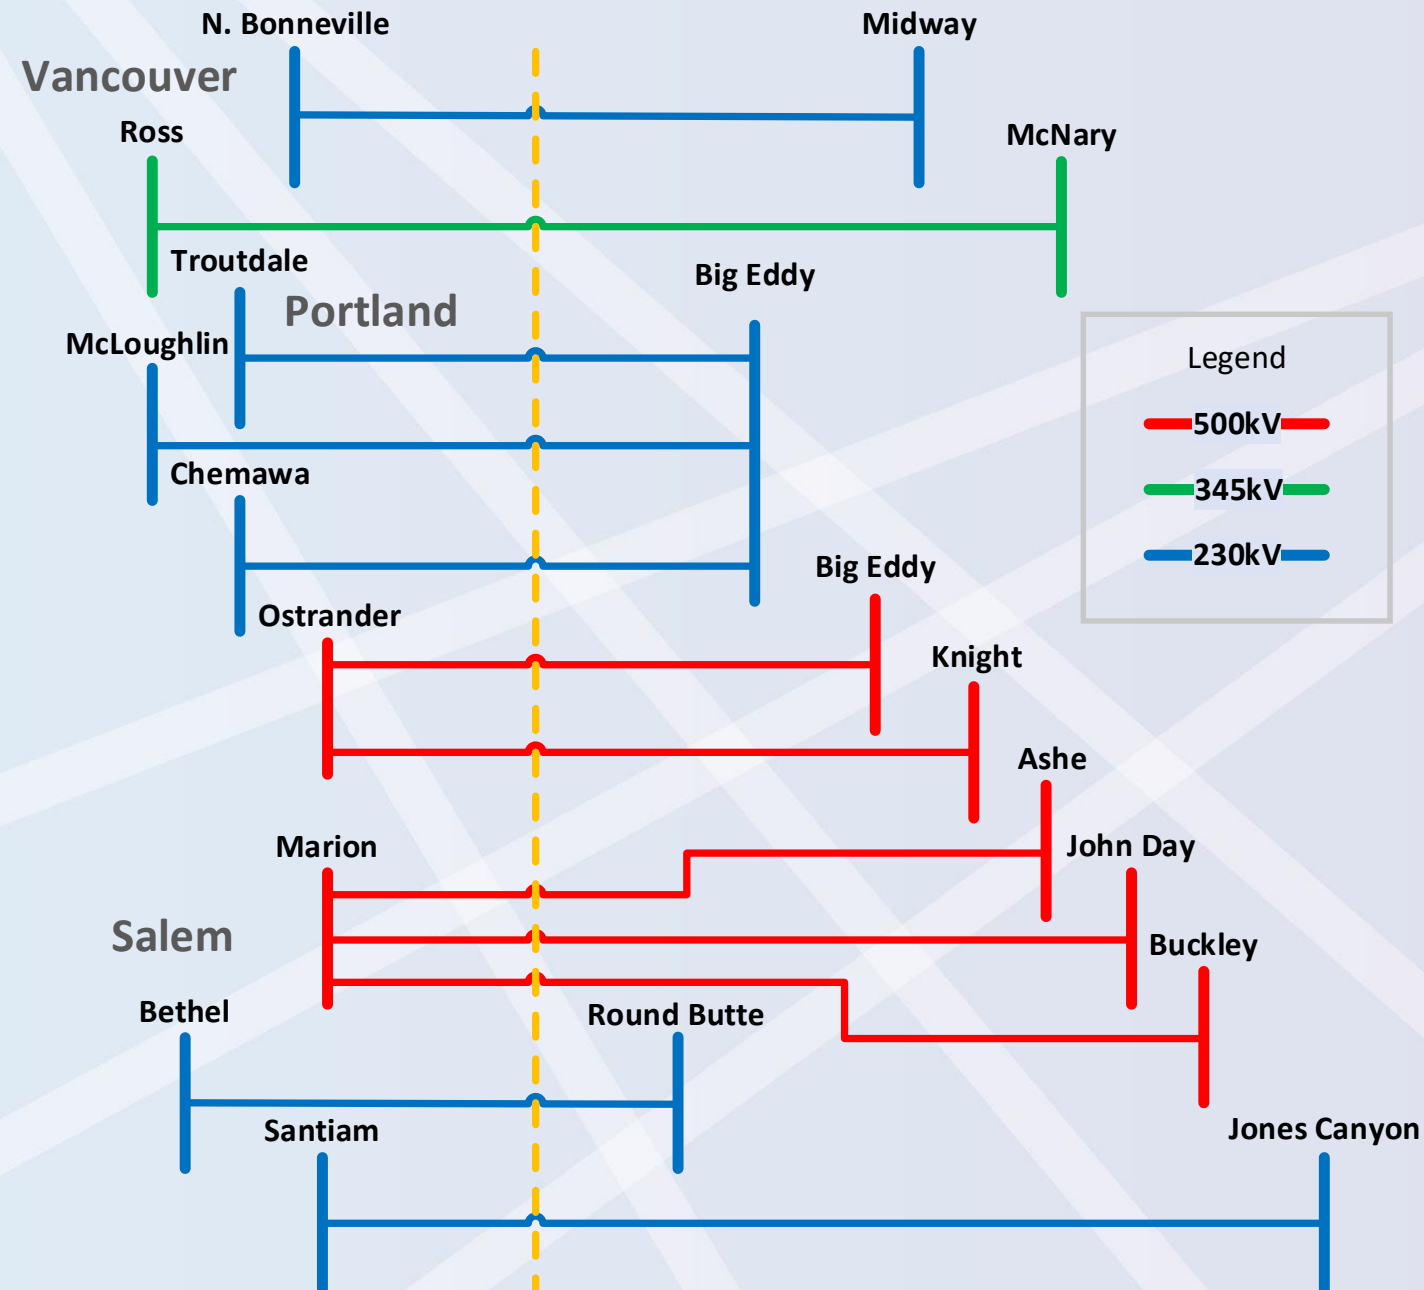 N. Bonneville
Midway
Vancouver
Ross
McNary
Troutdale
Big Eddy
Portland
McLoughlin
Legend
500kV
345kV
230kV
Chemawa
Big Eddy
Ostrander
Knight
Ashe
Marion
John Day
Salem
Buckley
Bethel
Round Butte
Santiam
Jones Canyon